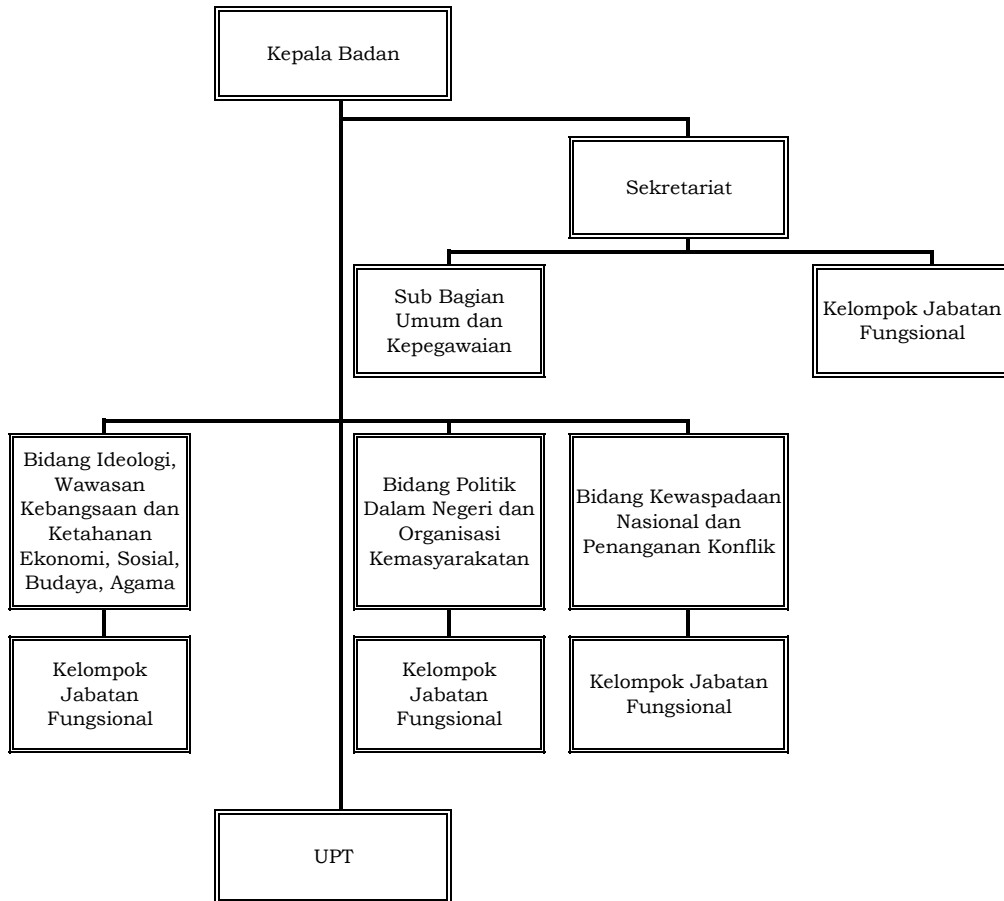 Kepala Badan
Sekretariat
Sub Bagian
Umum dan
Kepegawaian
Kelompok Jabatan
Fungsional
Bidang Ideologi,
Wawasan
Kebangsaan dan
Ketahanan
Ekonomi, Sosial,
Budaya, Agama
Bidang Politik
Dalam Negeri dan
Organisasi
Kemasyarakatan
Bidang Kewaspadaan
Nasional dan
Penanganan Konflik
Kelompok
Jabatan
Fungsional
Kelompok
Jabatan
Fungsional
Kelompok Jabatan
Fungsional
UPT